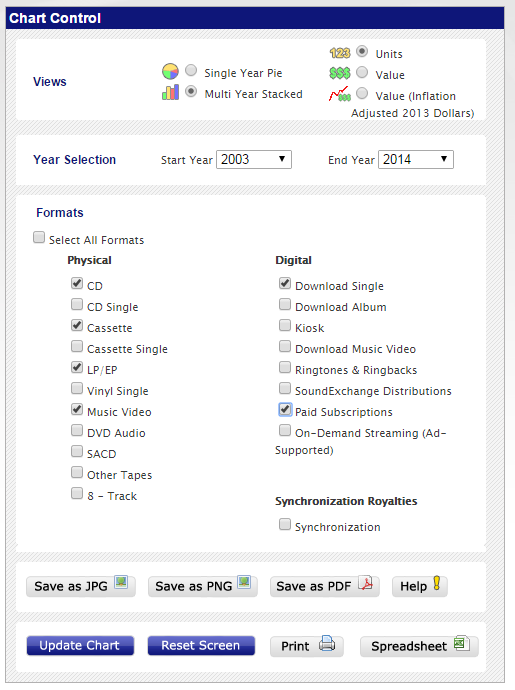 Chart Control
Views
Single Year Pie
Multi Year Stacked
123 Units
$$$ Value
$$$ Value (Inflation
Adjusted 2013 Dollars)
Year Selection
Start Year 2003
End Year 2014
Formats
Select All Formats
Physical
CD
CD Single
Cassette
Cassette Single
LP/EP
Vinyl Single
Music Video
DVD Audio
SACD
Other Tapes
8 - Track
Digital
Download Single
Download Album
Kiosk
Download Music Video
Ringtones & Ringbacks
SoundExchange Distributions
Paid Subscriptions
On-Demand Streaming (Ad-
Supported)
Synchronization Royalties
Synchronization
Save as JPG
Save as PNG
Save as PDF
Help
Update Chart
Reset Screen
Print
Spreadsheet